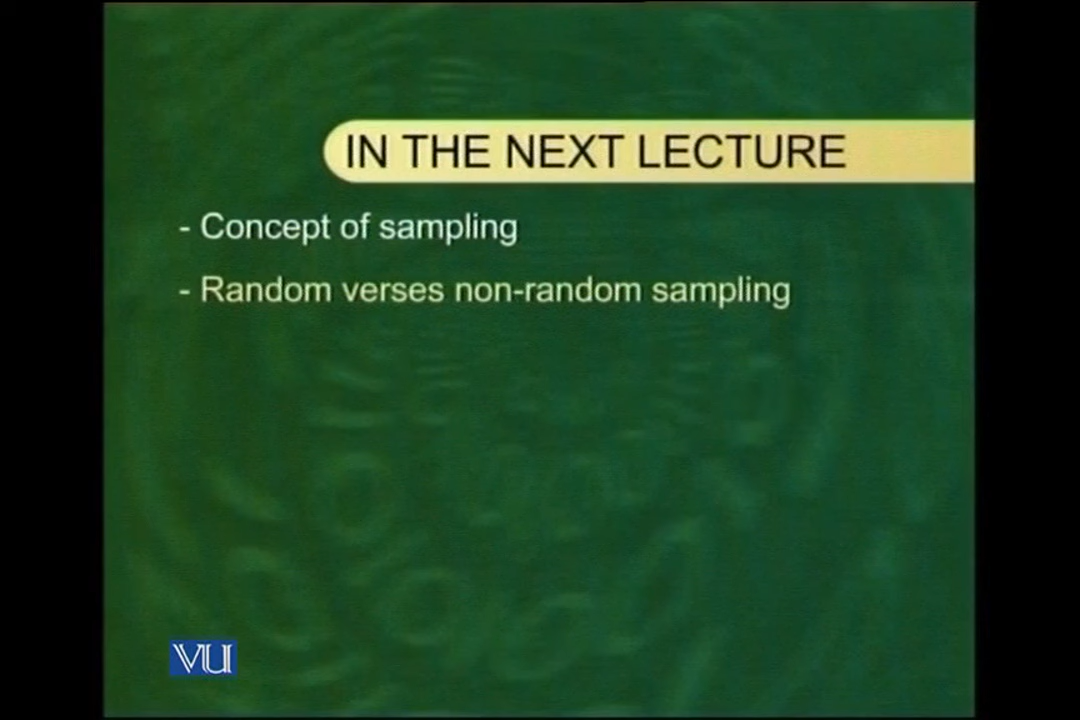 IN THE NEXT LECTURE
- Concept of sampling
- Random verses non-random sampling
VU